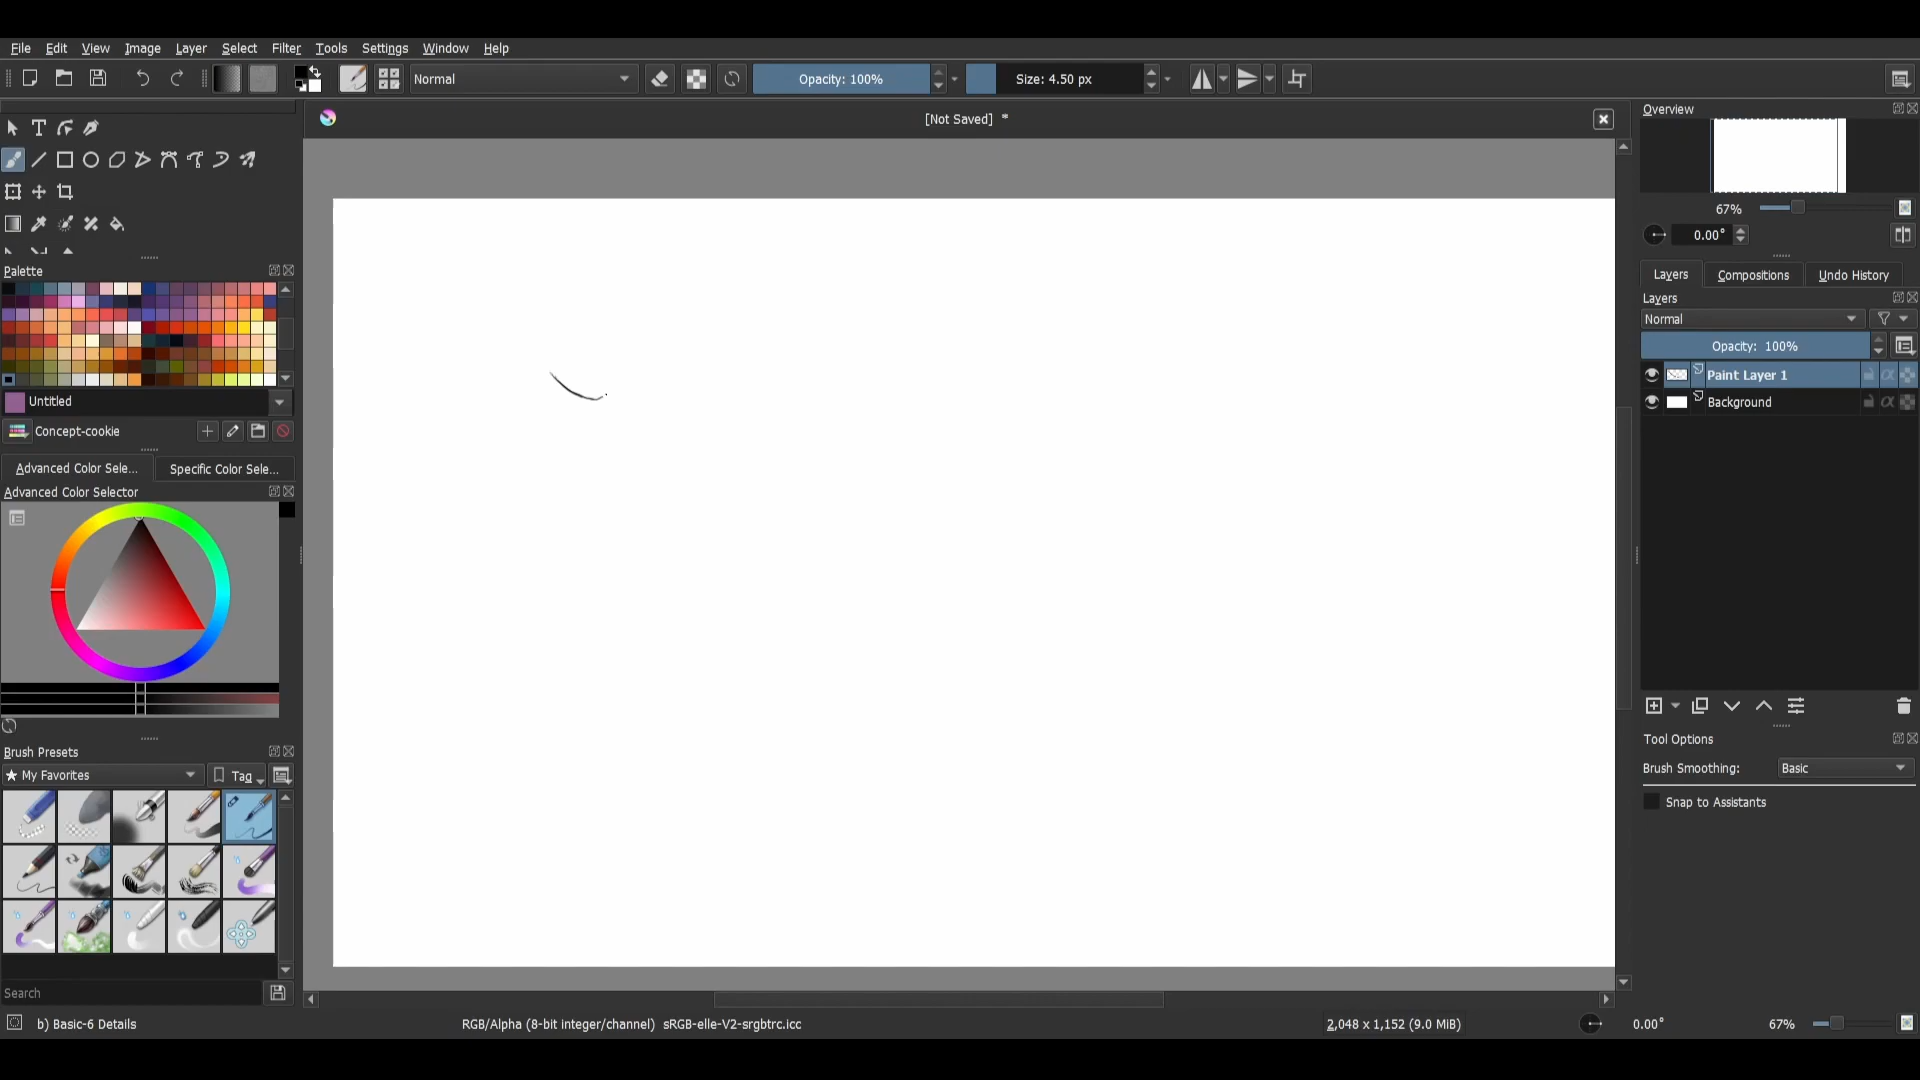 File Edit View Image Layer Select Filter Tools Settings Window Help
Normal Opacity: 100% Size: 4.50 px
[Not Saved] *
Overview
67%
0.00°
Palette
Untitled
Concept-cookie
Advanced Color Sele... Specific Color Sele...
Advanced Color Selector
Brush Presets
★ My Favorites Tag
Search
b) Basic-6 Details RGB/Alpha (8-bit integer/channel) sRGB-elle-V2-srgbtrc.icc 2,048 x 1,152 (9.0 MiB) 0.00° 67%
Layers Compositions Undo History
Layers
Normal
Opacity: 100%
Paint Layer 1
Background
Tool Options
Brush Smoothing: Basic
Snap to Assistants